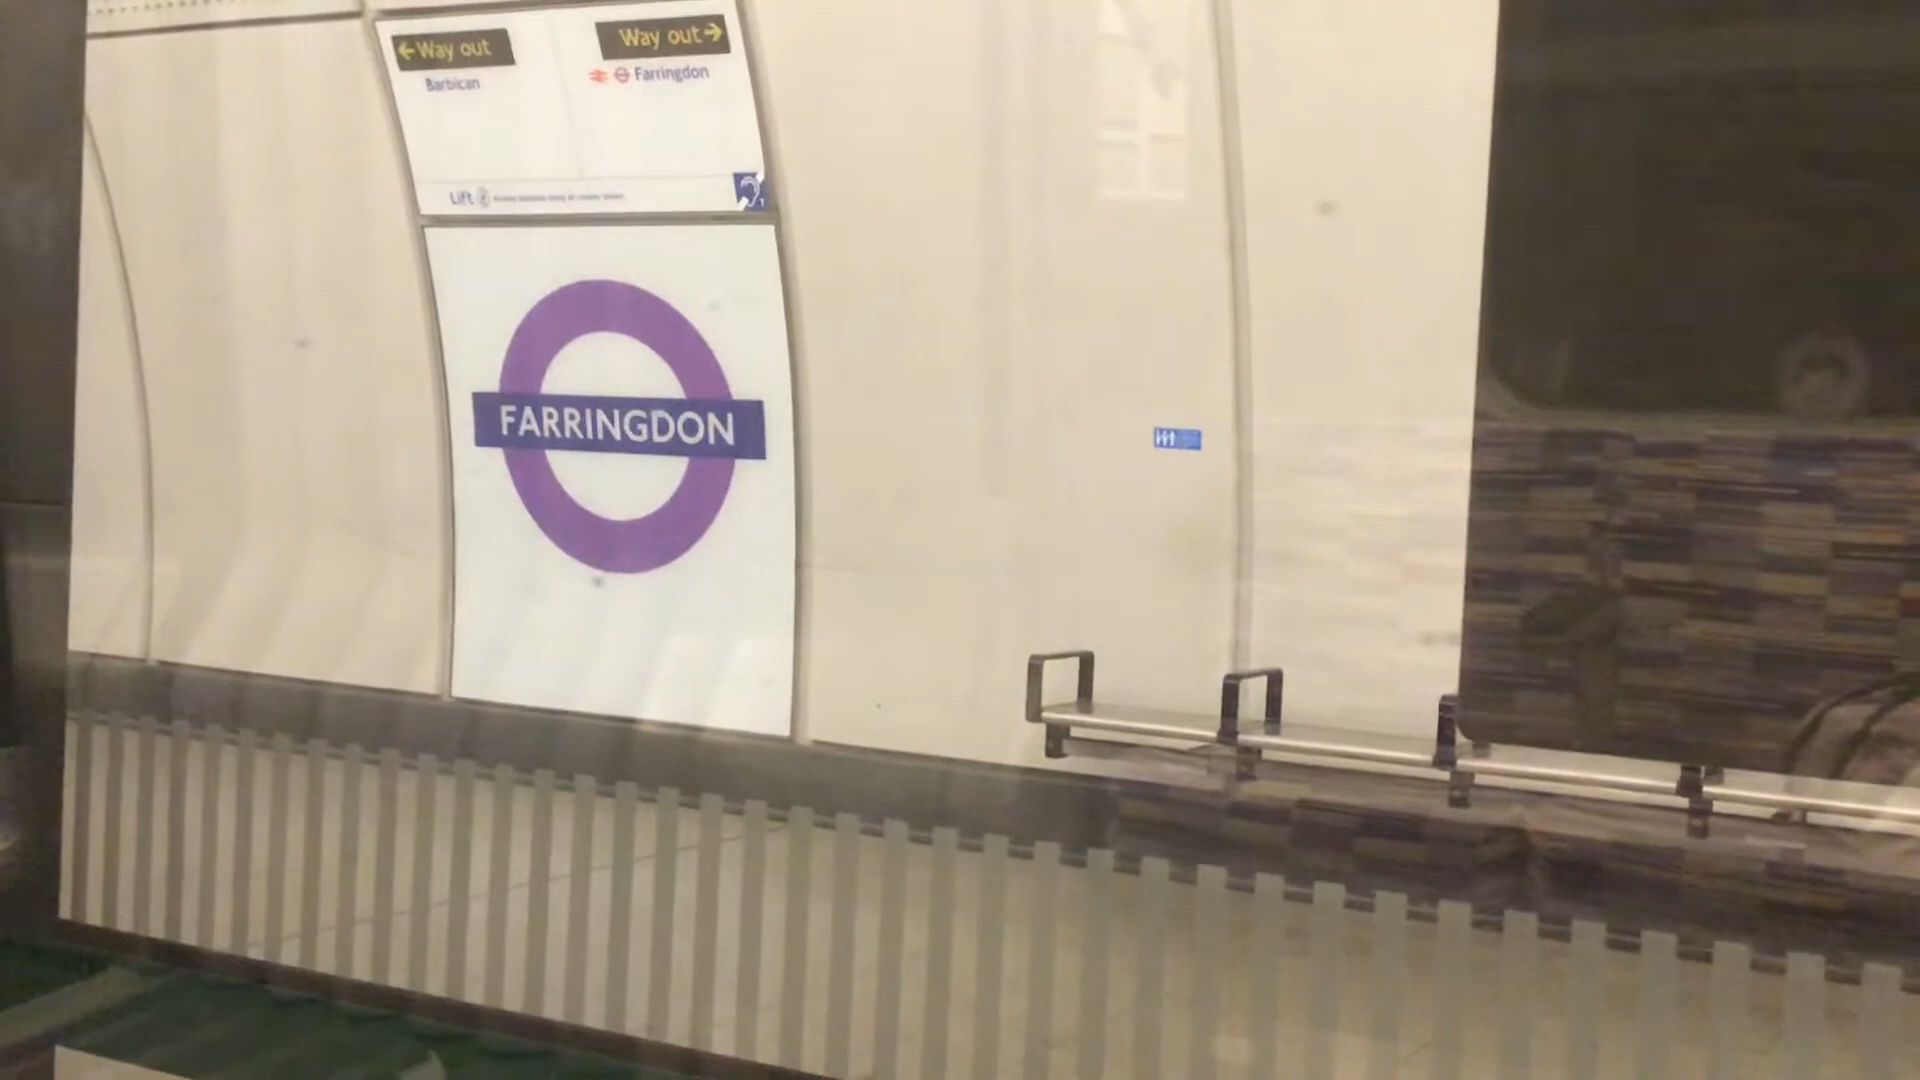 ←Way out
Barbican
Way out→
Farringdon
Lift
FARRINGDON